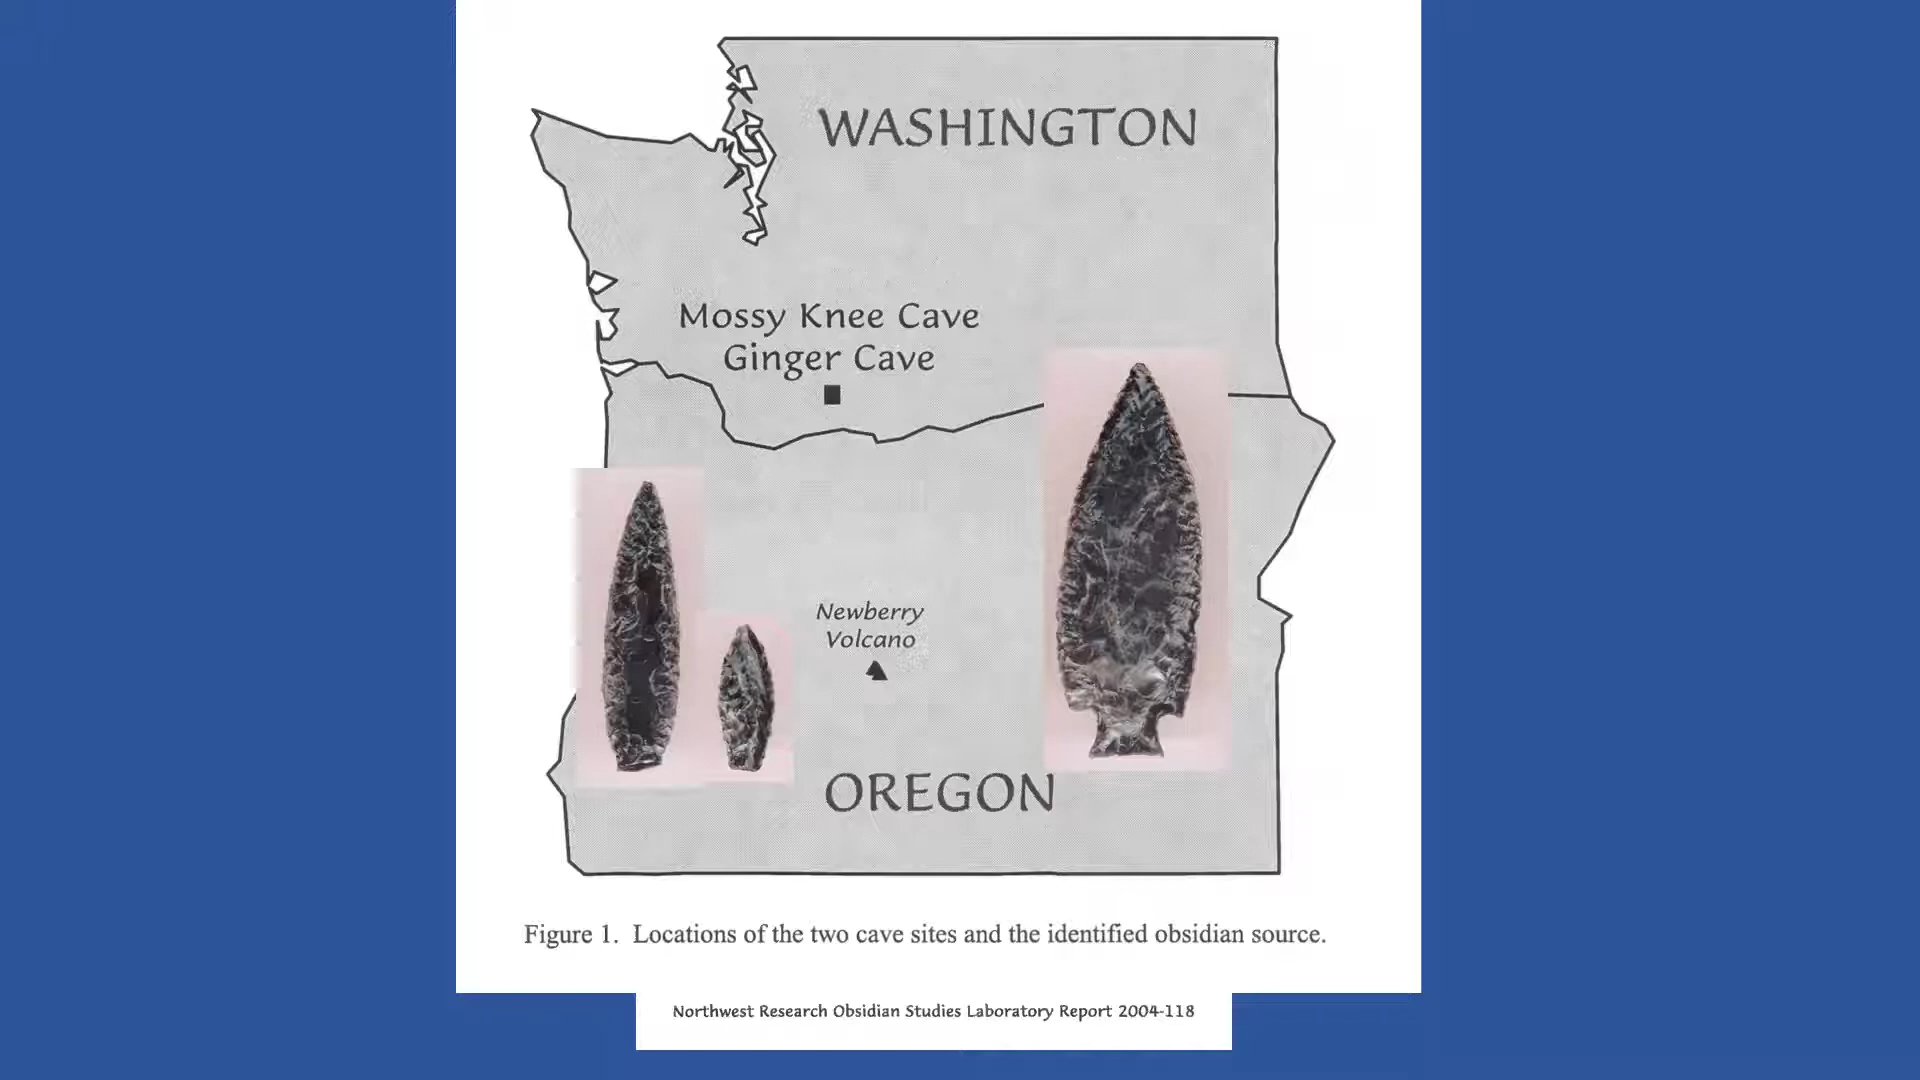 WASHINGTON
Mossy Knee Cave
Ginger Cave
Newberry
Volcano
OREGON
Figure 1.  Locations of the two cave sites and the identified obsidian source.
Northwest Research Obsidian Studies Laboratory Report 2004-118